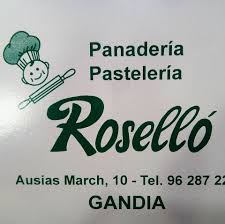 Panadería
Pastelería
Roselló
Ausias March, 10 - Tel. 96 287 22
GANDIA